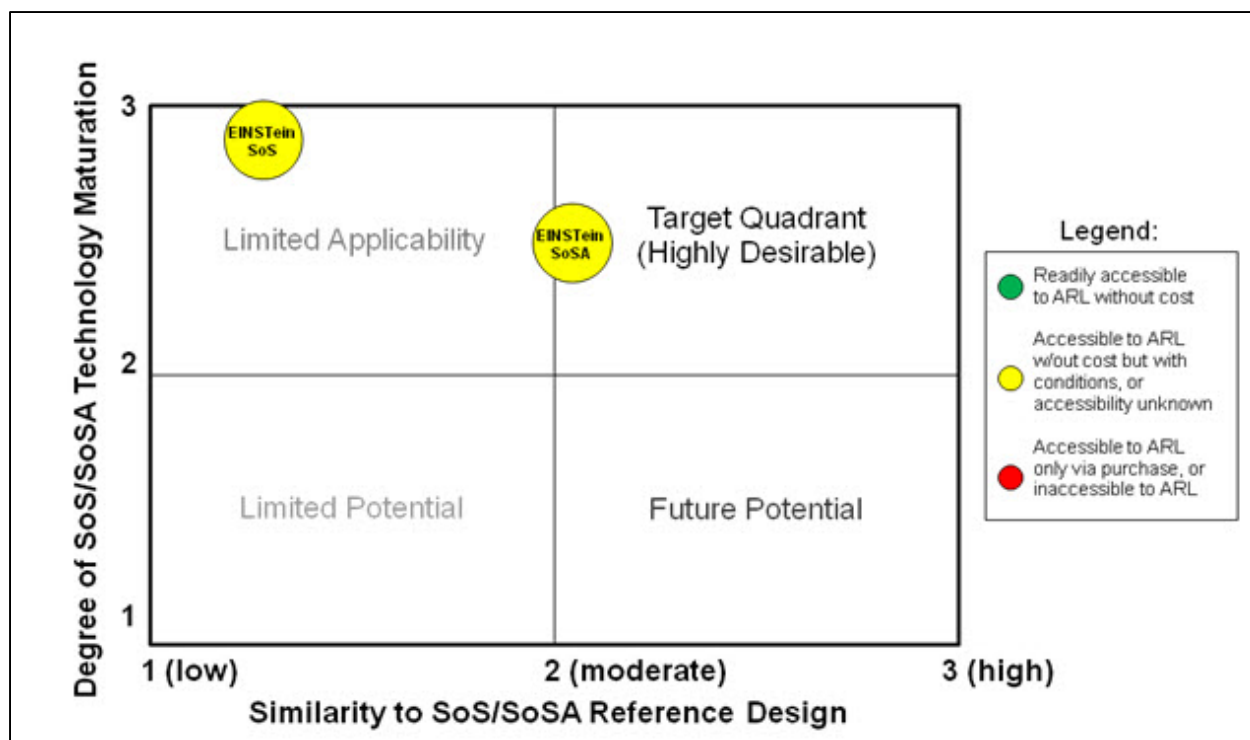 Degree of SoS/SoSA Technology Maturation
3
2
1
EINSTein
SoS
EINSTein
SoSA
Limited Applicability
Target Quadrant
(Highly Desirable)
Limited Potential
Future Potential
1 (low)
2 (moderate)
3 (high)
Similarity to SoS/SoSA Reference Design
Legend:
Readily accessible
to ARL without cost
Accessible to ARL
w/out cost but with
conditions, or
accessibility unknown
Accessible to ARL
only via purchase, or
inaccessible to ARL